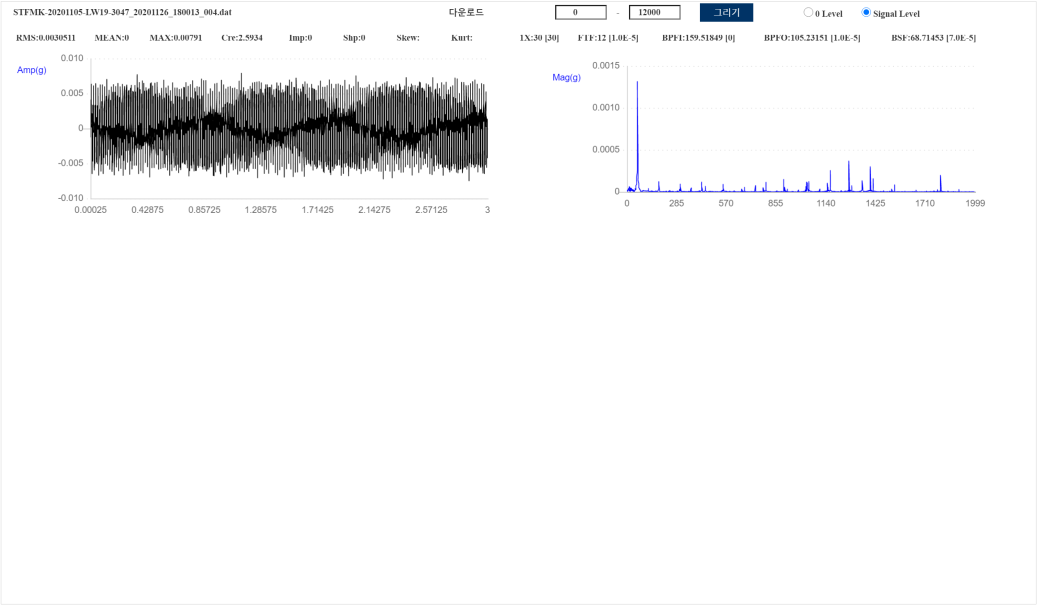 STFMK-20201105-LW19-3047_20201126_180013_004.dat 다운로드 0 - 12000 그리기 0 Level Signal Level
RMS:0.0030511 MEAN:0 MAX:0.00791 Cre:2.5934 Imp:0 Shp:0 Skew: Kurt: 1X:30 [30] FTF:12 [1.0E-5] BPFI:159.51849 [0] BPFO:105.23151 [1.0E-5] BSF:68.71453 [7.0E-5]
Amp(g)
0.010
0.005
0
-0.005
-0.010
0.00025 0.42875 0.85725 1.28575 1.71425 2.14275 2.57125 3
Mag(g)
0.0015
0.0010
0.0005
0
0 285 570 855 1140 1425 1710 1999